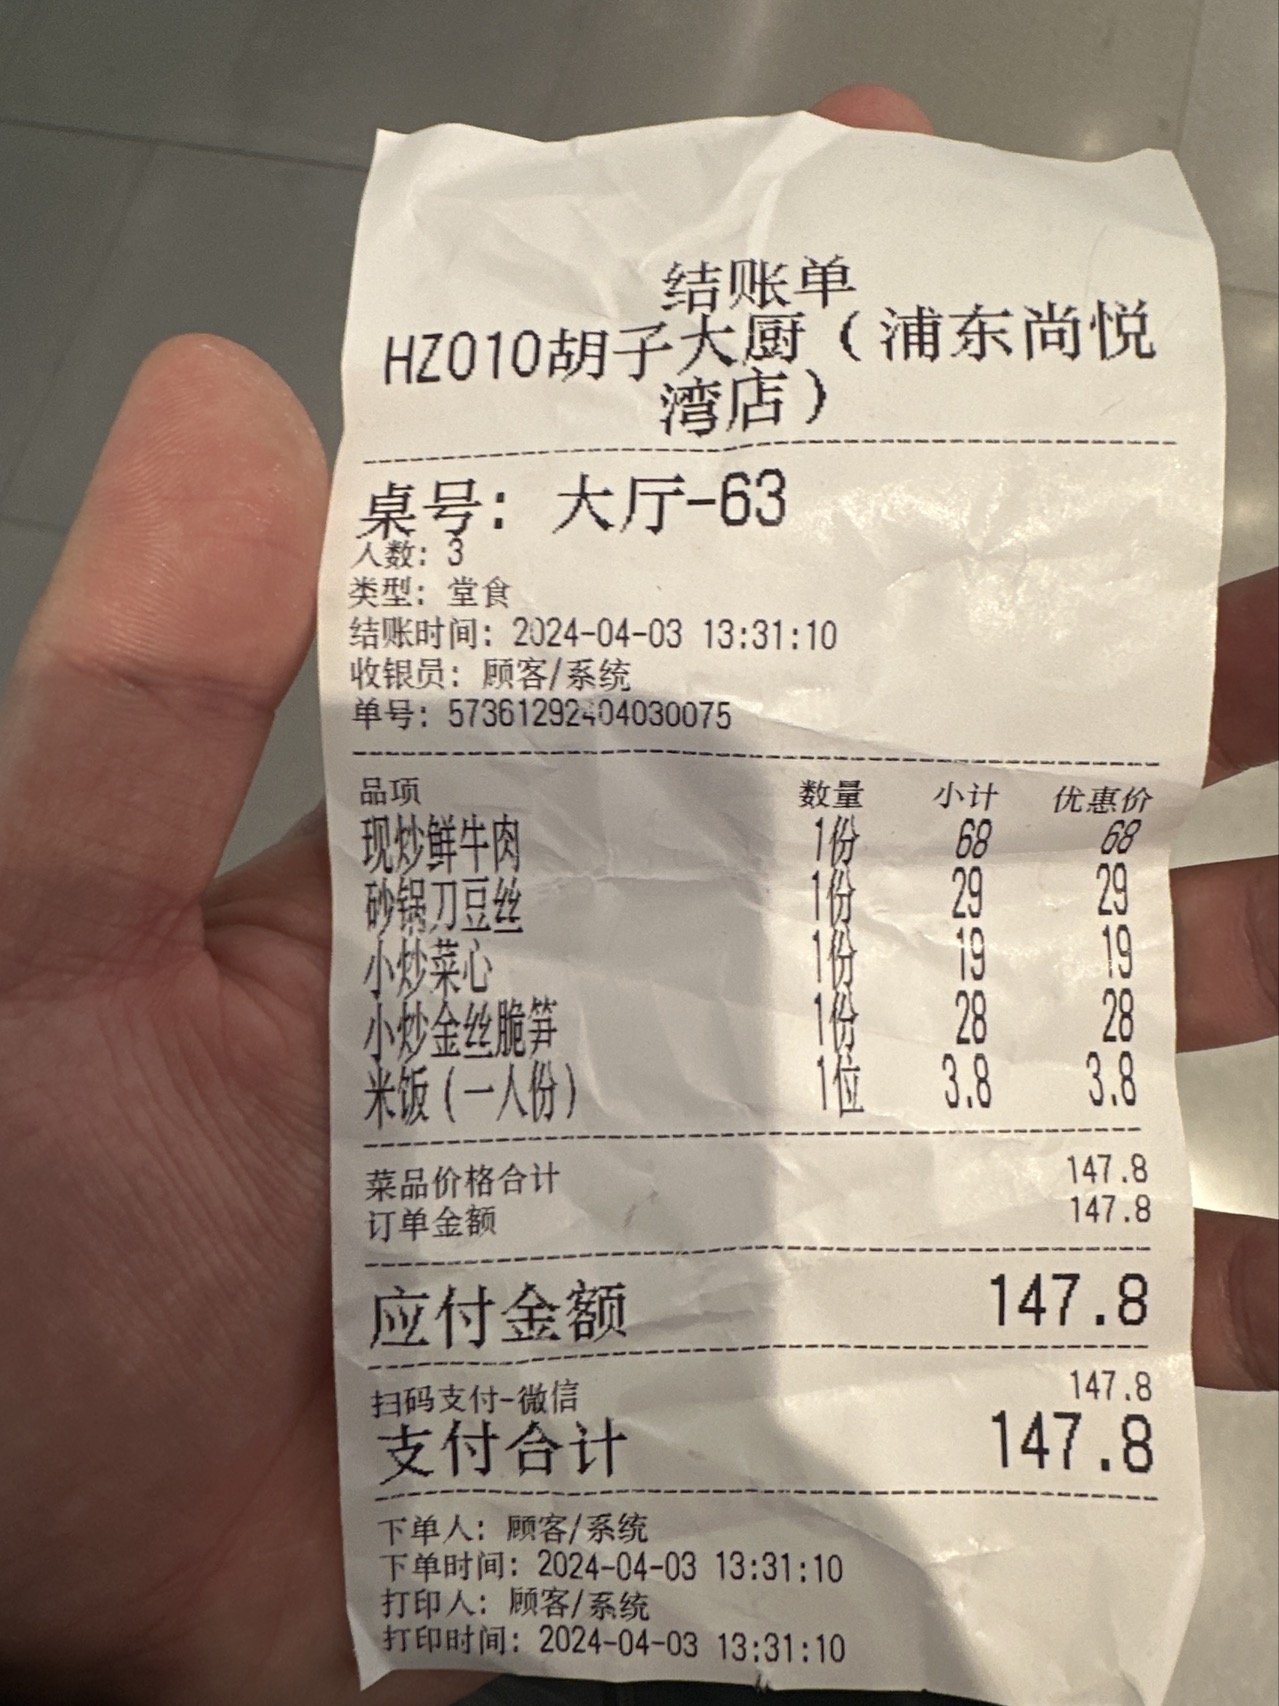 结账单
HZ010胡子大厨（浦东尚悦
湾店）
桌号: 大厅-63
人数: 3
类型: 堂食
结账时间: 2024-04-03 13:31:10
收银员: 顾客/系统
单号: 57361292404030075
品项 数量 小计 优惠价
现炒鲜牛肉 1份 68 68
砂锅刀豆丝 1份 29 29
小炒菜心 1份 19 19
小炒金丝脆笋 1份 28 28
米饭（一人份） 1位 3.8 3.8
菜品价格合计 147.8
订单金额 147.8
应付金额 147.8
扫码支付-微信 147.8
支付合计 147.8
下单人: 顾客/系统
下单时间: 2024-04-03 13:31:10
打印人: 顾客/系统
打印时间: 2024-04-03 13:31:10